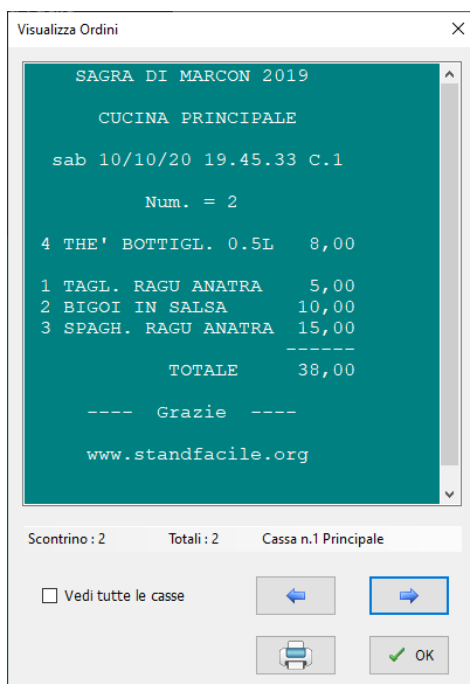 Visualizza Ordini
SAGRA DI MARCON 2019
CUCINA PRINCIPALE
sab 10/10/20 19.45.33 C.1
Num. = 2
4 THE' BOTTIGL. 0.5L 8,00
1 TAGL. RAGU ANATRA 5,00
2 BIGOI IN SALSA 10,00
3 SPAGH. RAGU ANATRA 15,00
------
TOTALE 38,00
---- Grazie ----
www.standfacile.org
Scontrino : 2 Totali : 2 Cassa n.1 Principale
Vedi tutte le casse
OK